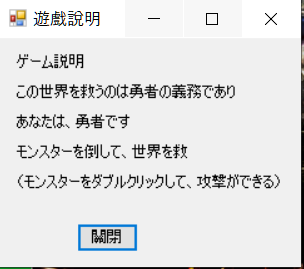 遊戲說明
ゲーム説明
この世界を救うのは勇者の義務であり
あなたは、勇者です
モンスターを倒して、世界を救
（モンスターをダブルクリックして、攻撃ができる）
關閉